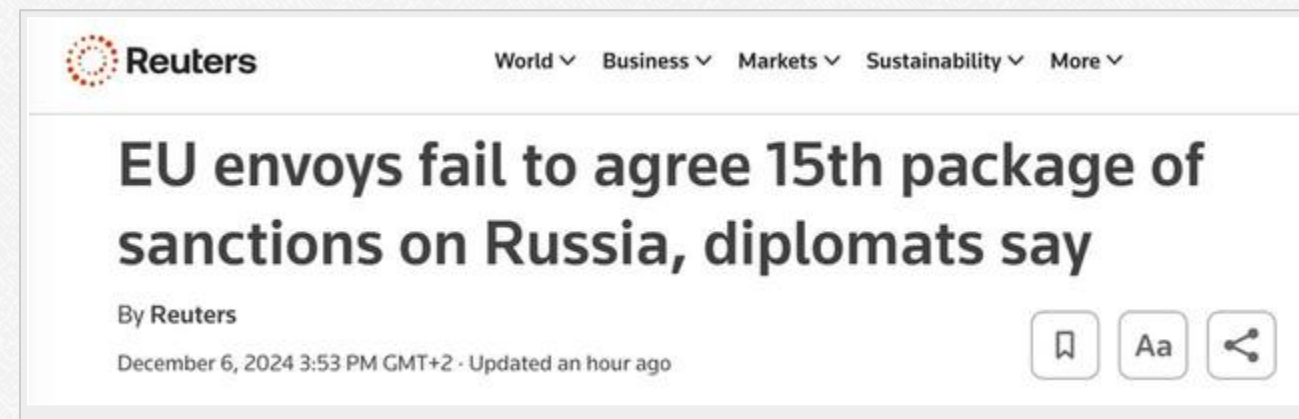 Reuters
World Business Markets Sustainability More
EU envoys fail to agree 15th package of
sanctions on Russia, diplomats say
By Reuters
December 6, 2024 3:53 PM GMT+2 · Updated an hour ago
Aa